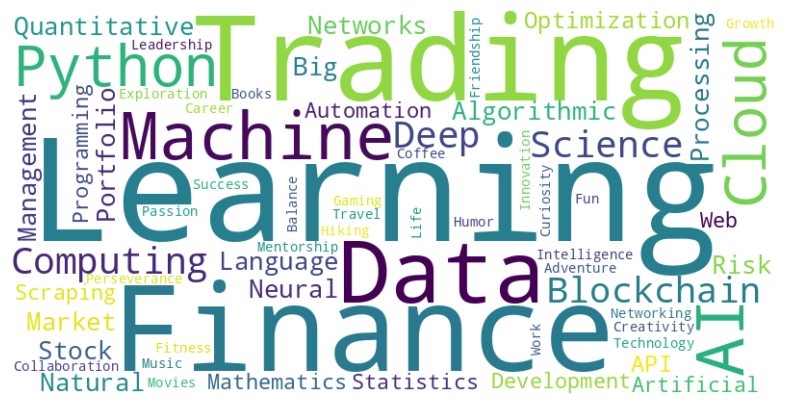 Quantitative
Trading
Networks
Optimization
Growth
Leadership
Friendship
Python
Big
Processing
Cloud
Exploration
Books
Career
Automation
Algorithmic
Management
Programming
Portfolio
Machine
Deep
Science
Coffee
Learning
Success
Passion
Balance
Gaming
Travel
Hiking
Life
Humor
Innovation
Curiosity
Fun
Web
Mentorship
Computing
Language
Data
Intelligence
Adventure
Risk
Perseverance
Scraping
Neural
Blockchain
Market
Finance
Networking
Creativity
Technology
AI
Stock
Fitness
Work
Collaboration
Music
API
Natural
Movies
Mathematics
Statistics
Development
Artificial